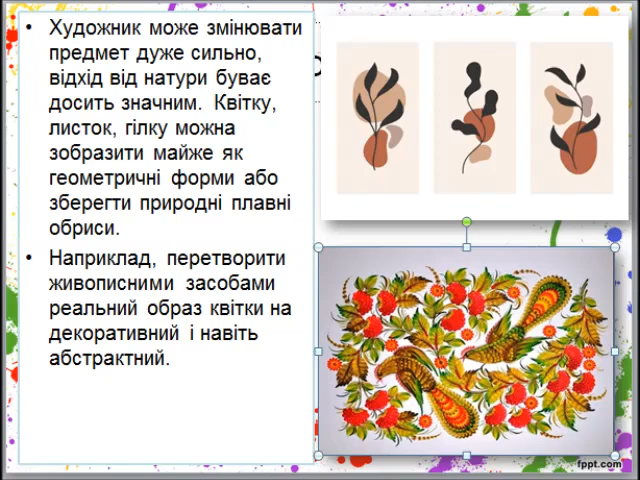 • Художник може змінювати
предмет дуже сильно,
відхід від натури буває
досить значним. Квітку,
листок, гілку можна
зобразити майже як
геометричні форми або
зберегти природні плавні
обриси.
• Наприклад, перетворити
живописними засобами
реальний образ квітки на
декоративний і навіть
абстрактний.
fppt.com